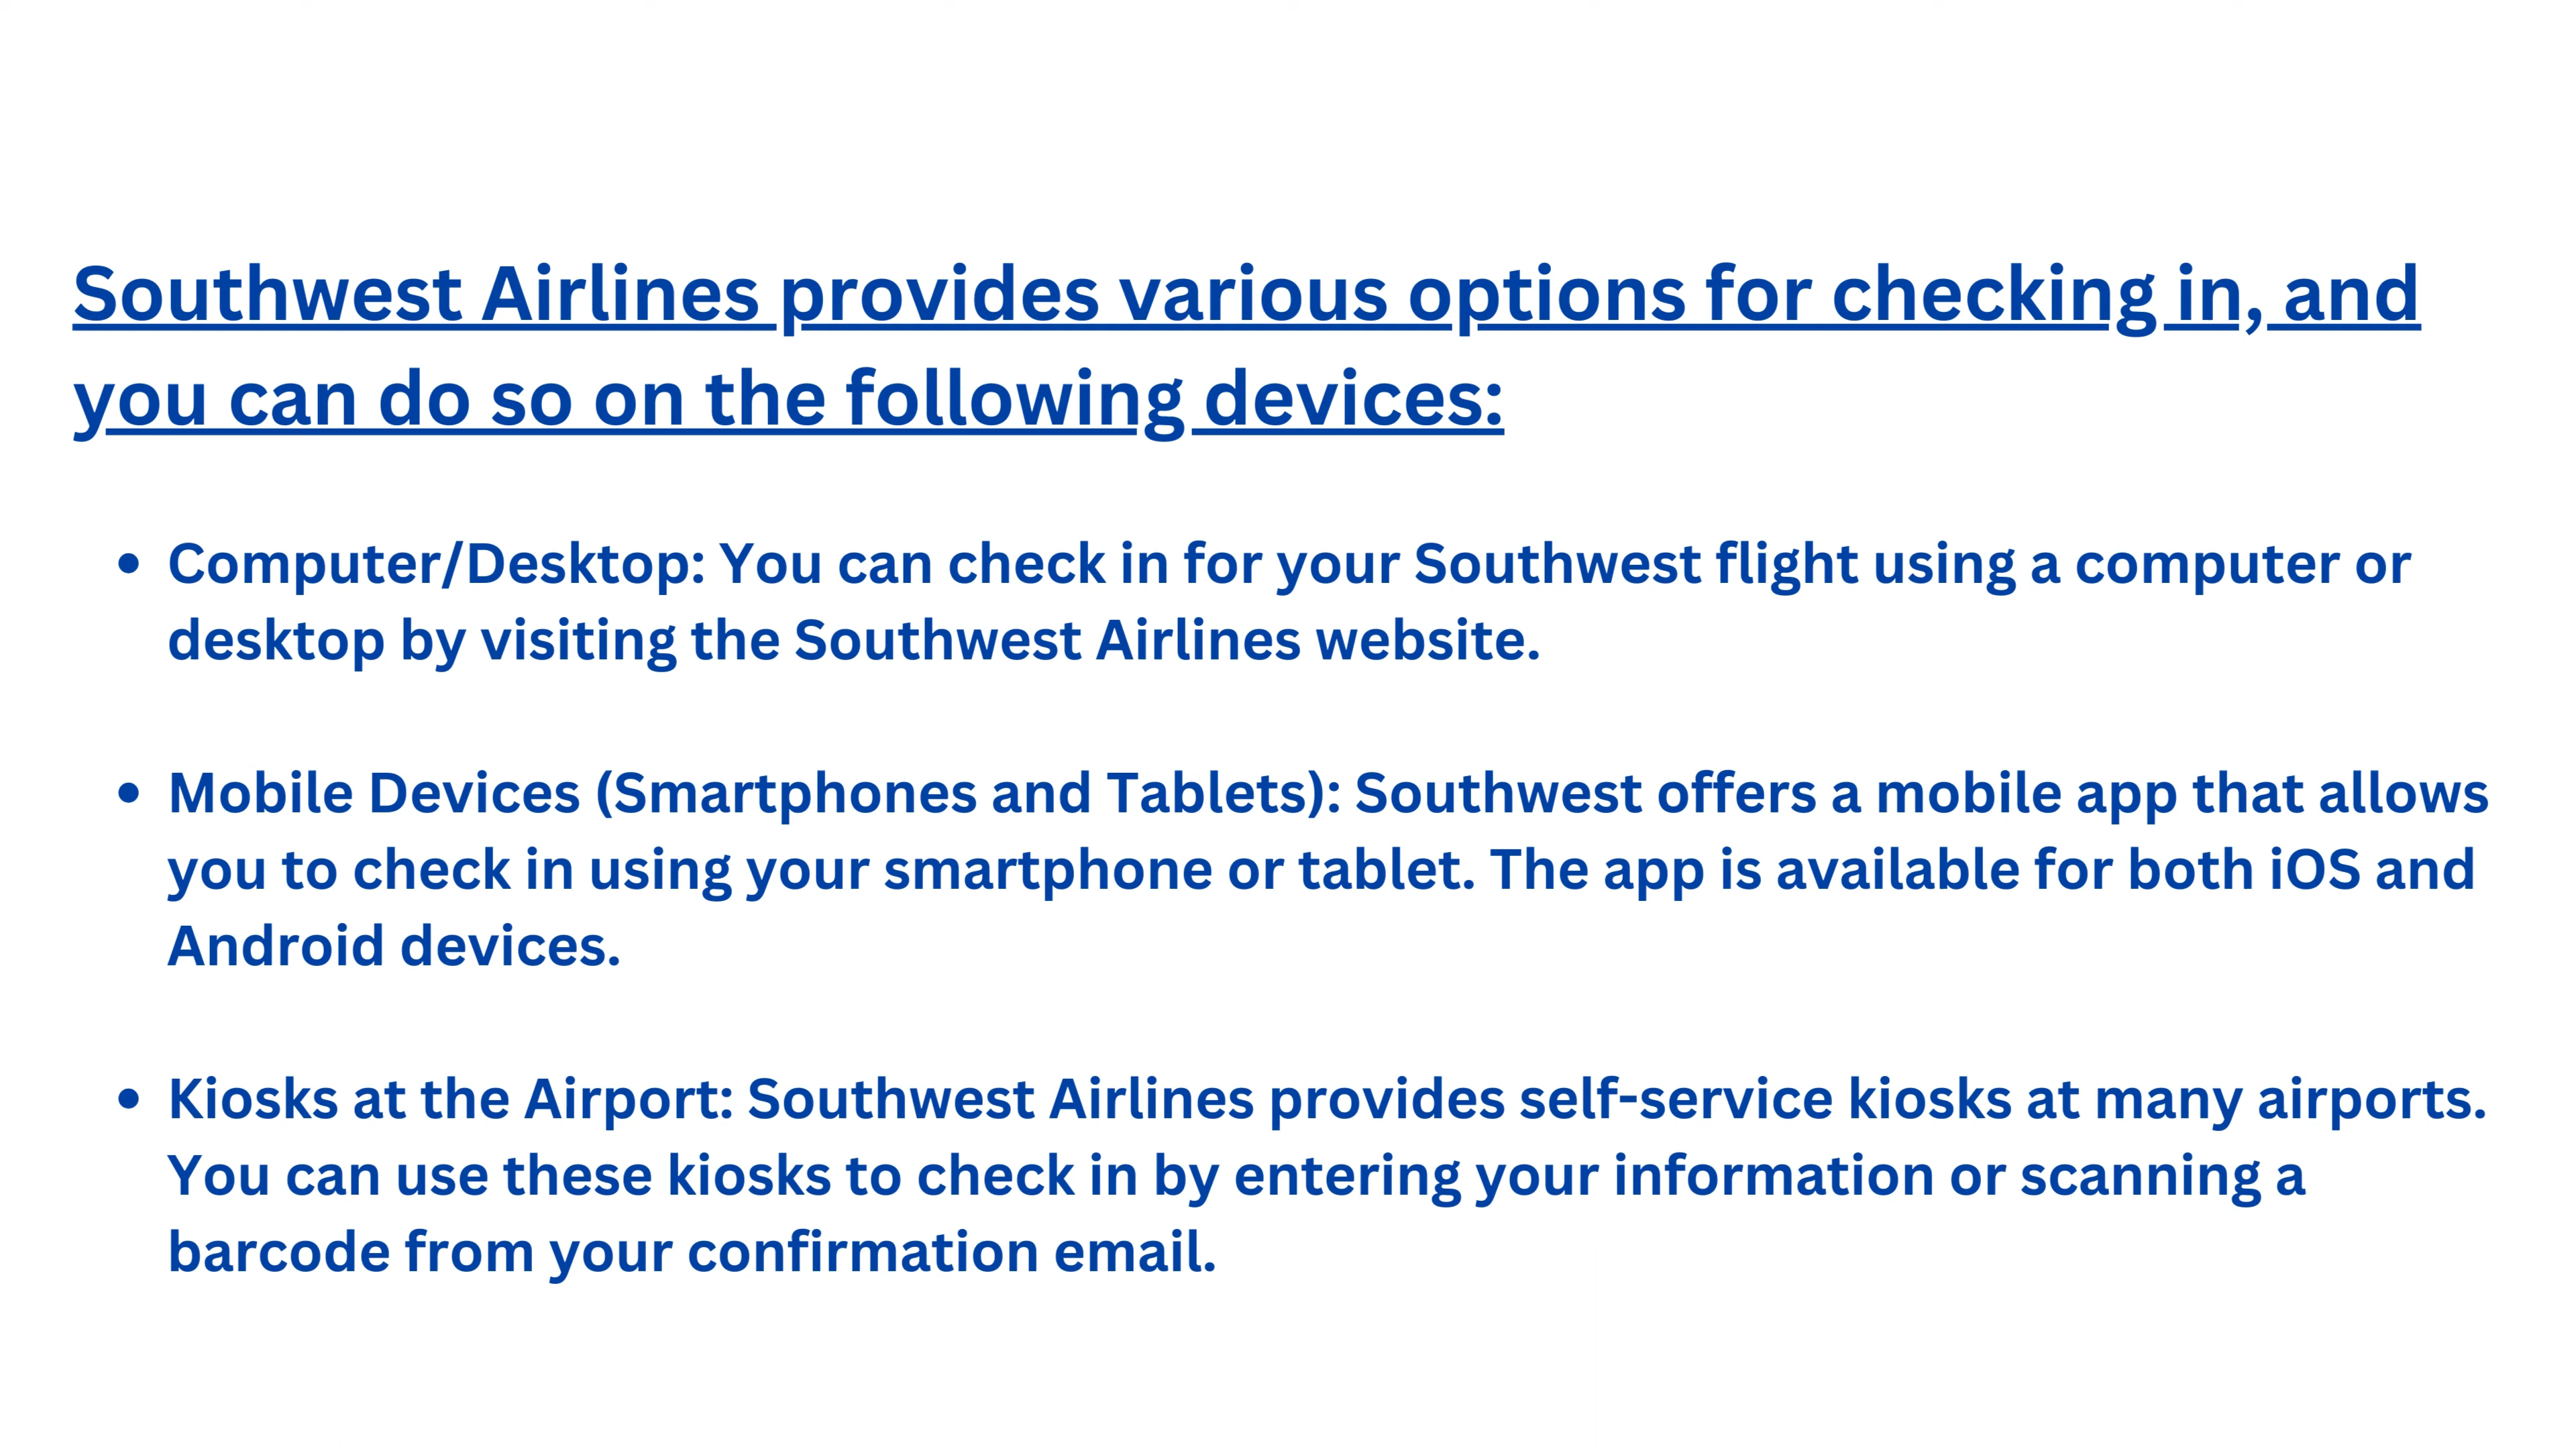 Southwest Airlines provides various options for checking in, and
you can do so on the following devices:
• Computer/Desktop: You can check in for your Southwest flight using a computer or
desktop by visiting the Southwest Airlines website.
• Mobile Devices (Smartphones and Tablets): Southwest offers a mobile app that allows
you to check in using your smartphone or tablet. The app is available for both iOS and
Android devices.
• Kiosks at the Airport: Southwest Airlines provides self-service kiosks at many airports.
You can use these kiosks to check in by entering your information or scanning a
barcode from your confirmation email.